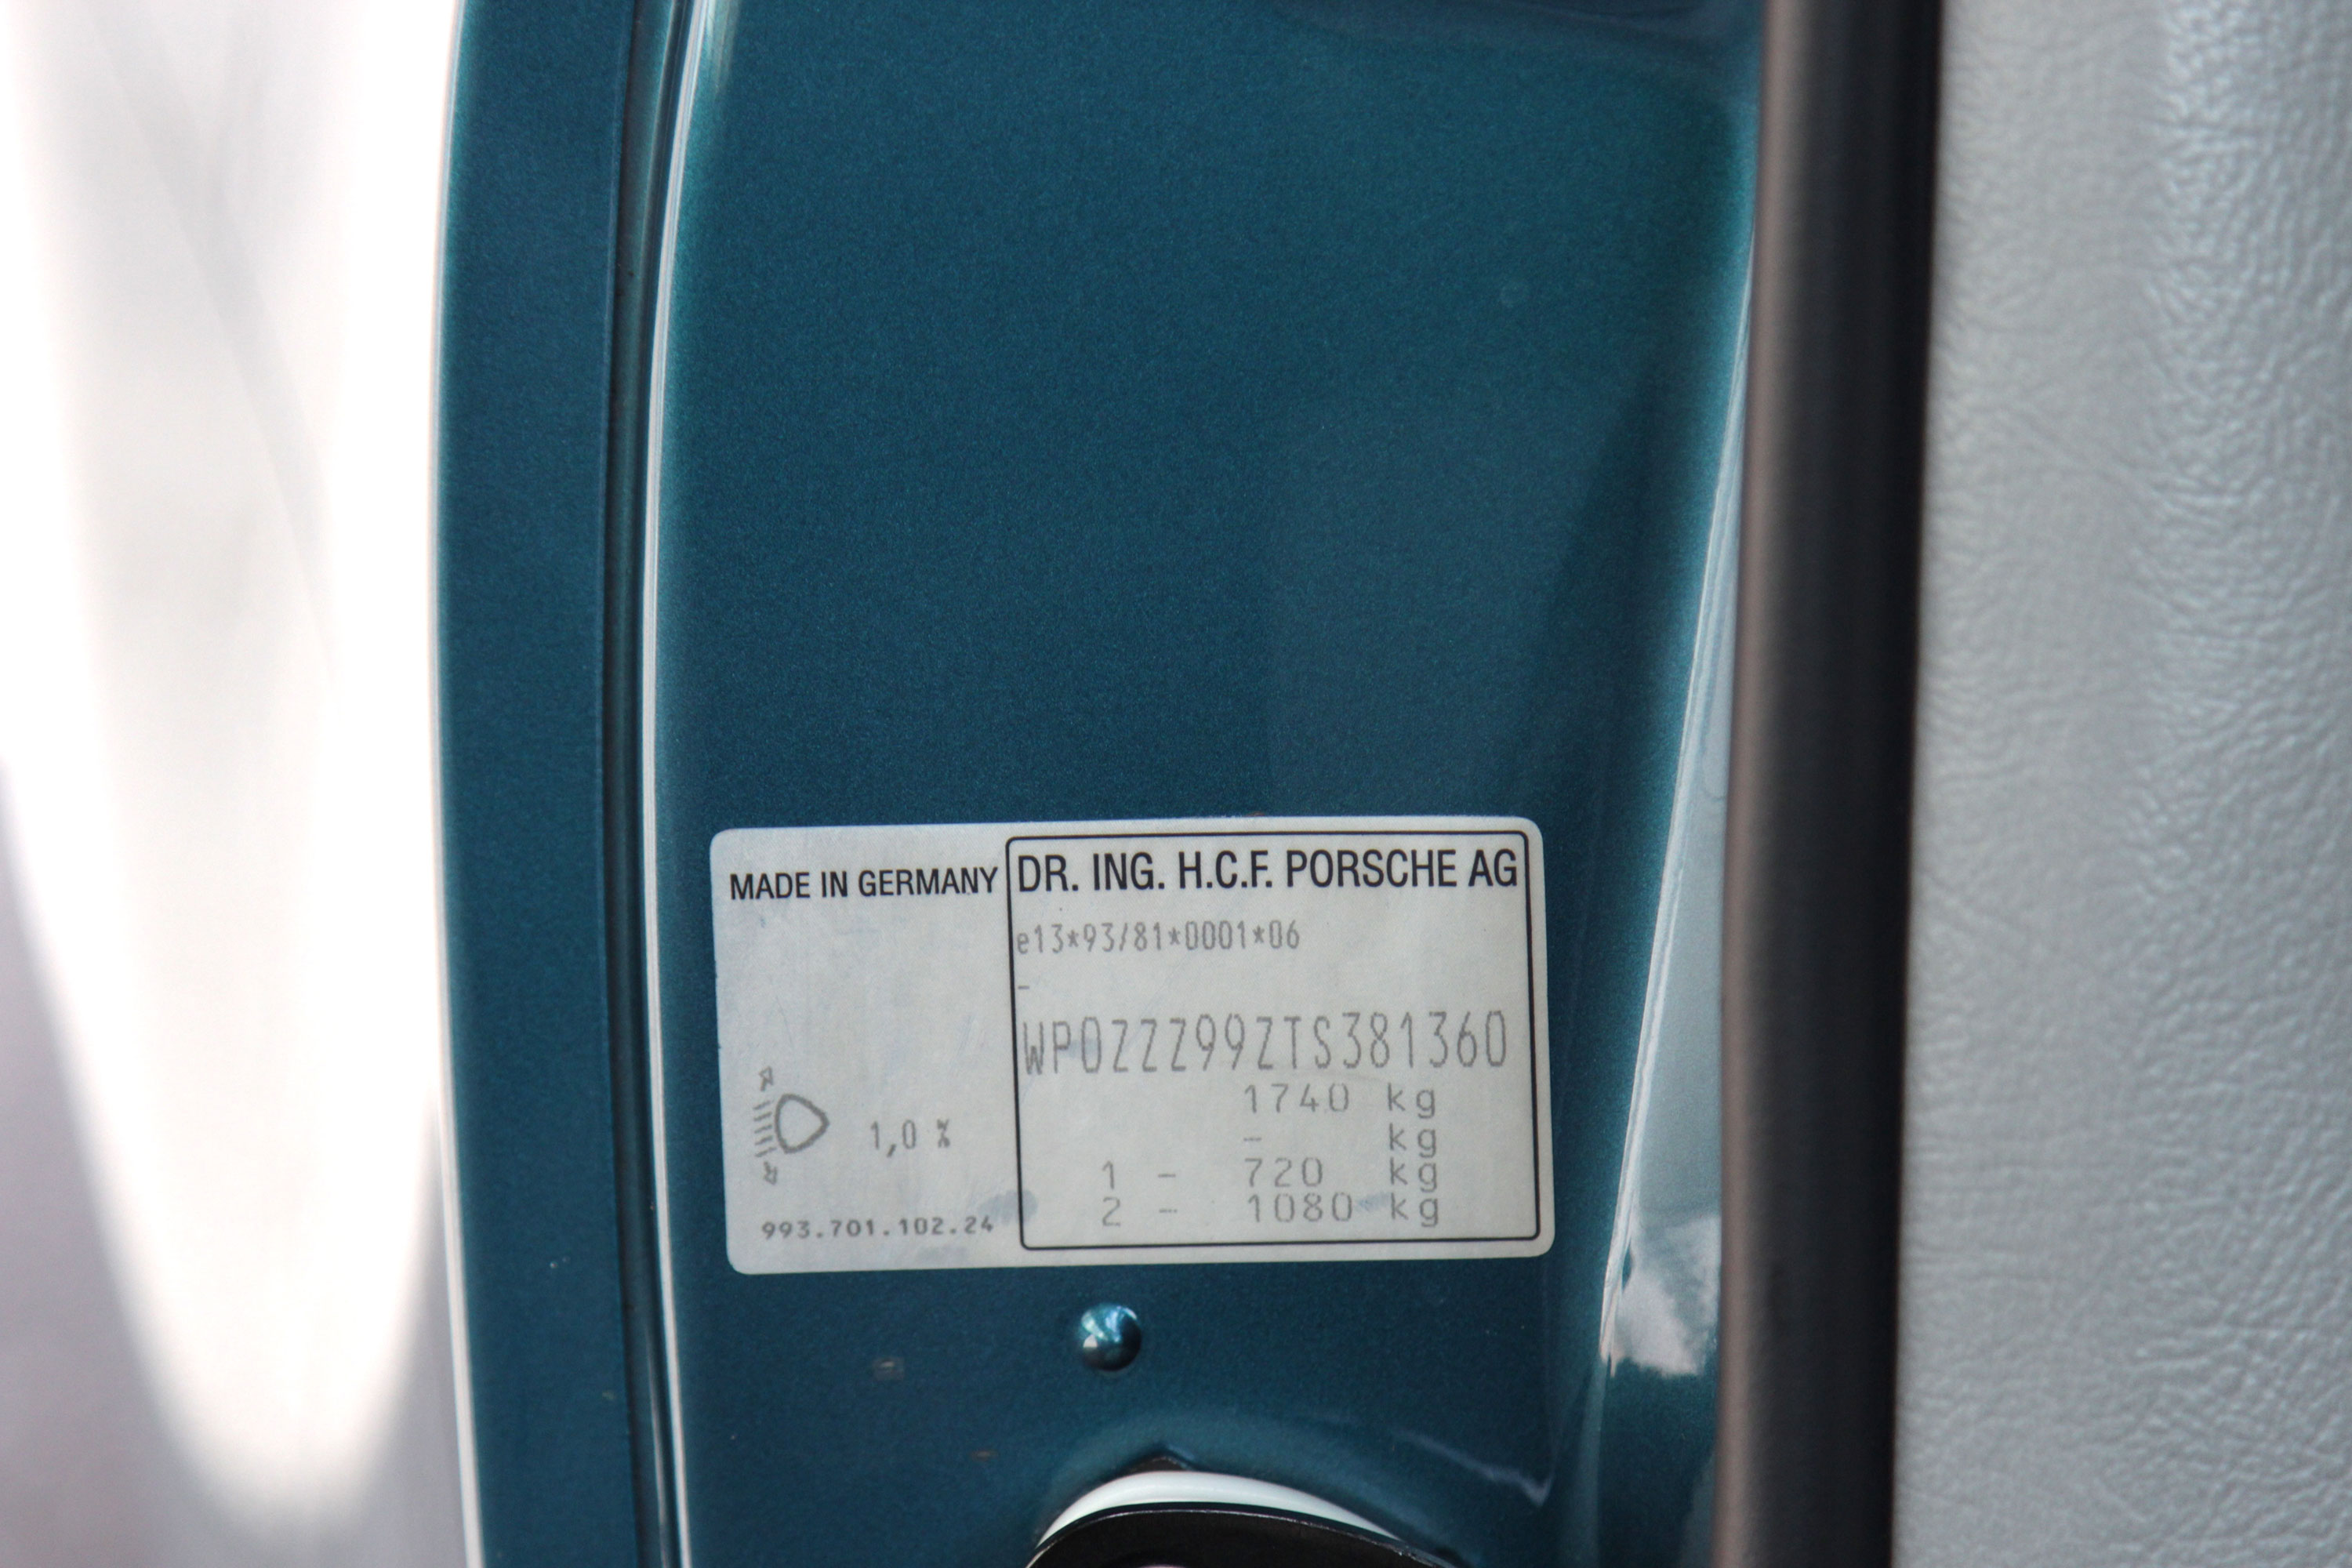 MADE IN GERMANY
DR. ING. H.C.F. PORSCHE AG
e13*93/81*0001*06
-
WP0ZZZ99ZTS381360
1740 kg
- kg
1 - 720 kg
2 - 1080 kg
1,0 %
993.701.102.24